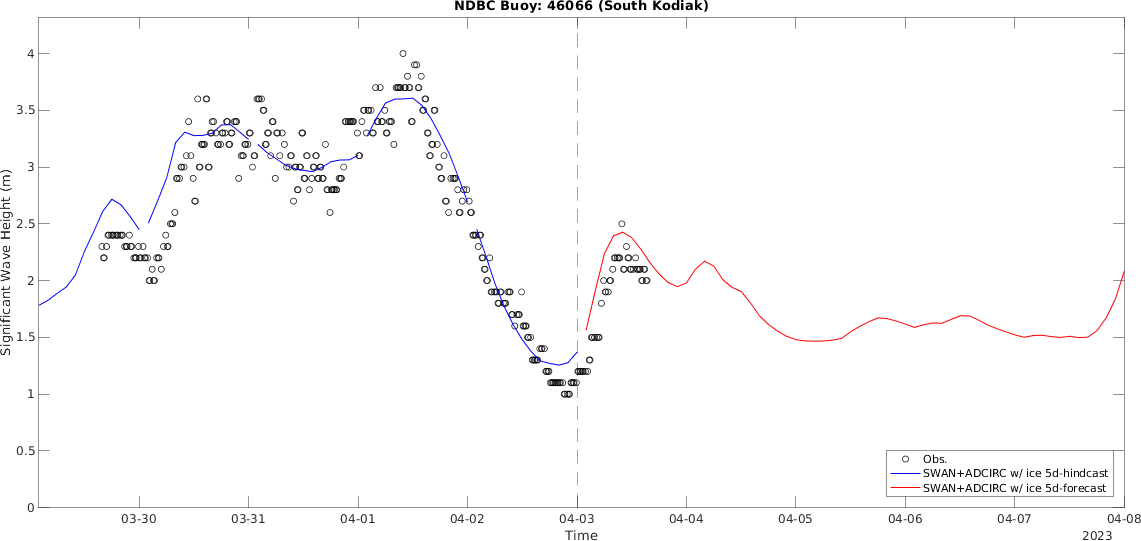 NDBC Buoy: 46066 (South Kodiak)
Significant Wave Height (m)
4
3.5
3
2.5
2
1.5
1
0.5
0
03-30 03-31 04-01 04-02 04-03 04-04 04-05 04-06 04-07 04-08
Time
2023
Obs.
SWAN+ADCIRC w/ ice 5d-hindcast
SWAN+ADCIRC w/ ice 5d-forecast